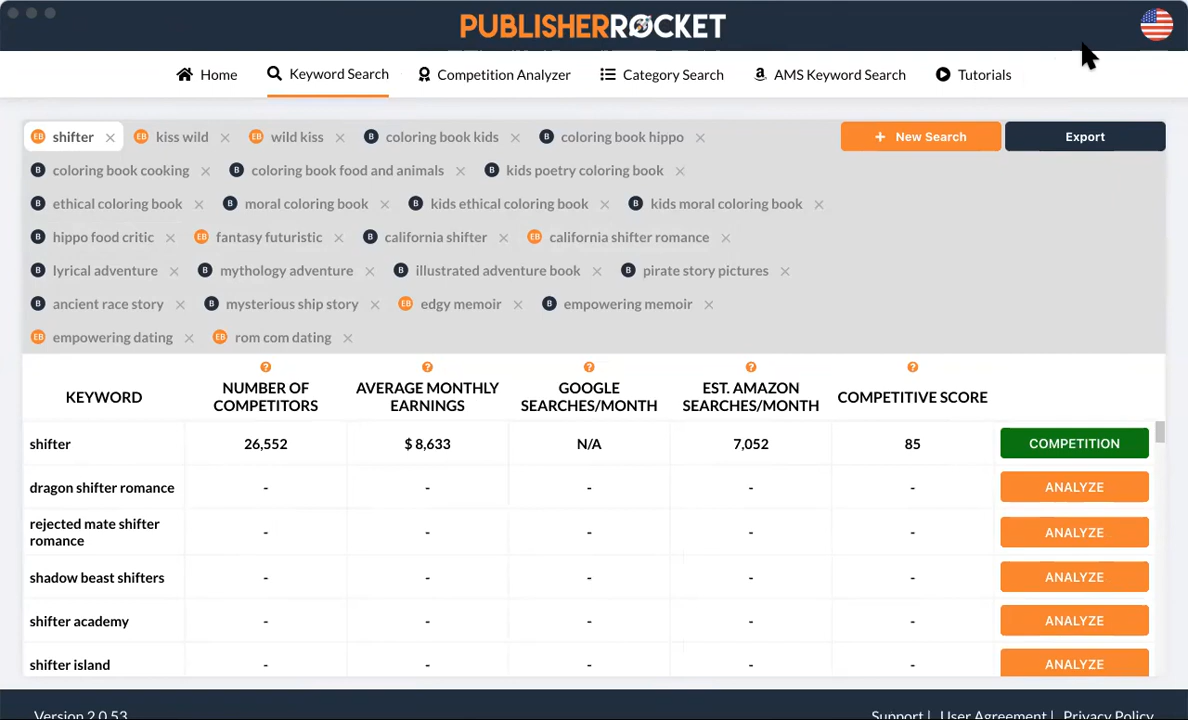 PUBLISHERROCKET
Home Keyword Search Competition Analyzer Category Search AMS Keyword Search Tutorials
EB shifter × EB kiss wild × EB wild kiss × B coloring book kids × B coloring book hippo × + New Search Export
B coloring book cooking × B coloring book food and animals × B kids poetry coloring book ×
B ethical coloring book × B moral coloring book × B kids ethical coloring book × B kids moral coloring book ×
B hippo food critic × EB fantasy futuristic × B california shifter × EB california shifter romance ×
B lyrical adventure × B mythology adventure × B illustrated adventure book × B pirate story pictures ×
B ancient race story × B mysterious ship story × EB edgy memoir × B empowering memoir ×
EB empowering dating × EB rom com dating ×
? ? ? ? ?
KEYWORD NUMBER OF COMPETITORS AVERAGE MONTHLY EARNINGS GOOGLE SEARCHES/MONTH EST. AMAZON SEARCHES/MONTH COMPETITIVE SCORE
shifter 26,552 $ 8,633 N/A 7,052 85 COMPETITION
dragon shifter romance - - - - - ANALYZE
rejected mate shifter romance - - - - - ANALYZE
shadow beast shifters - - - - - ANALYZE
shifter academy - - - - - ANALYZE
shifter island - - - - - ANALYZE
Version 2.0.53 Support | User Agreement | Privacy Policy